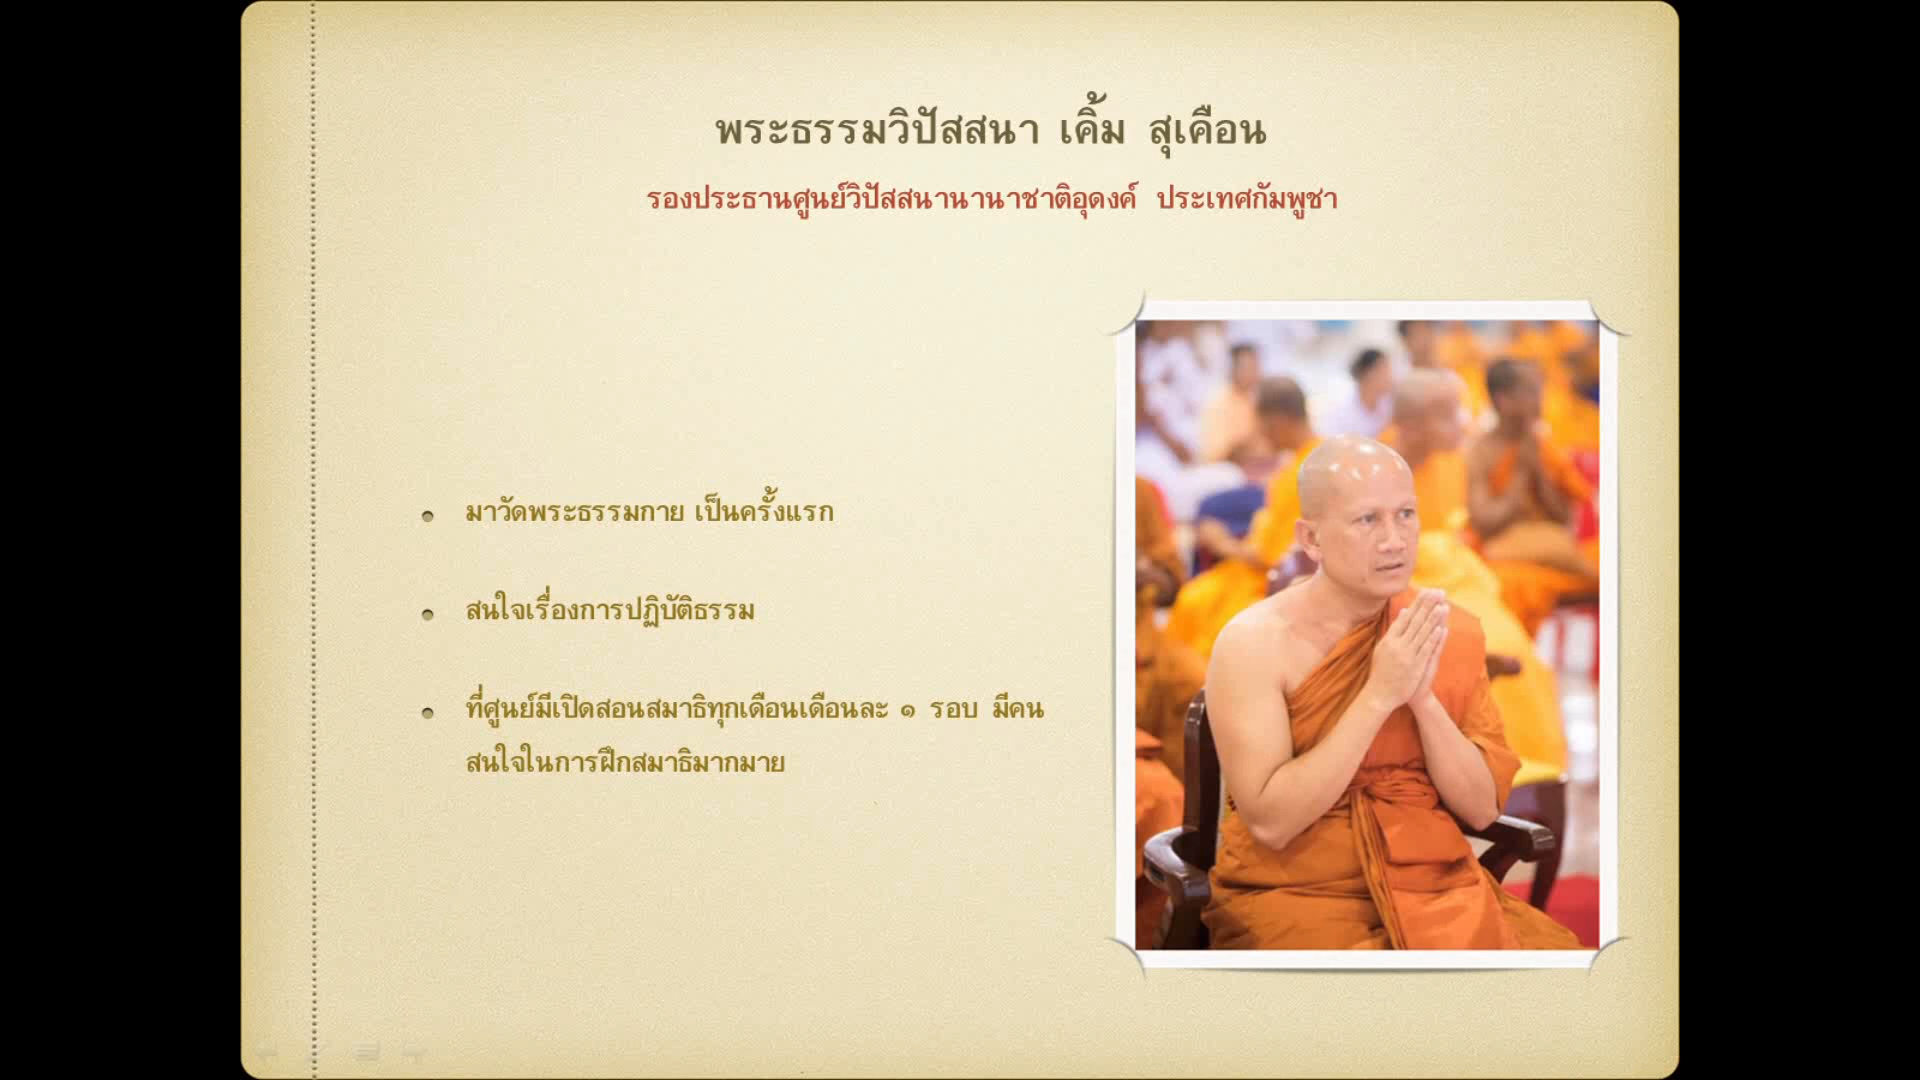 พระธรรมวิปัสสนา เคิ้ม สุเคือน
รองประธานศูนย์วิปัสสนานานาชาติอุดงค์ ประเทศกัมพูชา
มาวัดพระธรรมกาย เป็นครั้งแรก
สนใจเรื่องการปฏิบัติธรรม
ที่ศูนย์มีเปิดสอนสมาธิทุกเดือนเดือนละ ๑ รอบ มีคน
สนใจในการฝึกสมาธิมากมาย